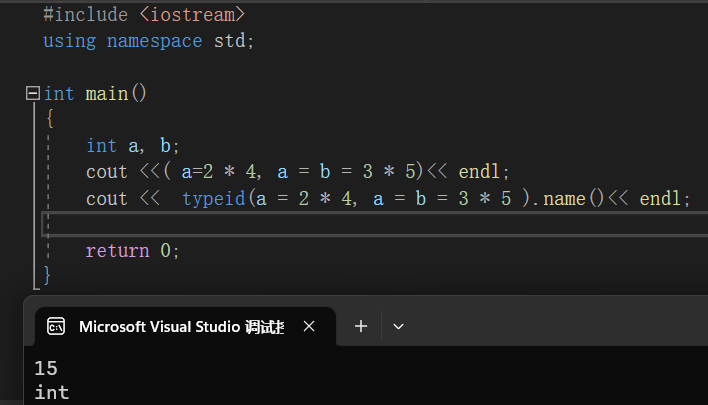 #include <iostream>
using namespace std;
int main()
{
int a, b;
cout <<( a=2 * 4, a = b = 3 * 5)<< endl;
cout <<  typeid(a = 2 * 4, a = b = 3 * 5 ).name()<< endl;
return 0;
}
Microsoft Visual Studio 调试
15
int